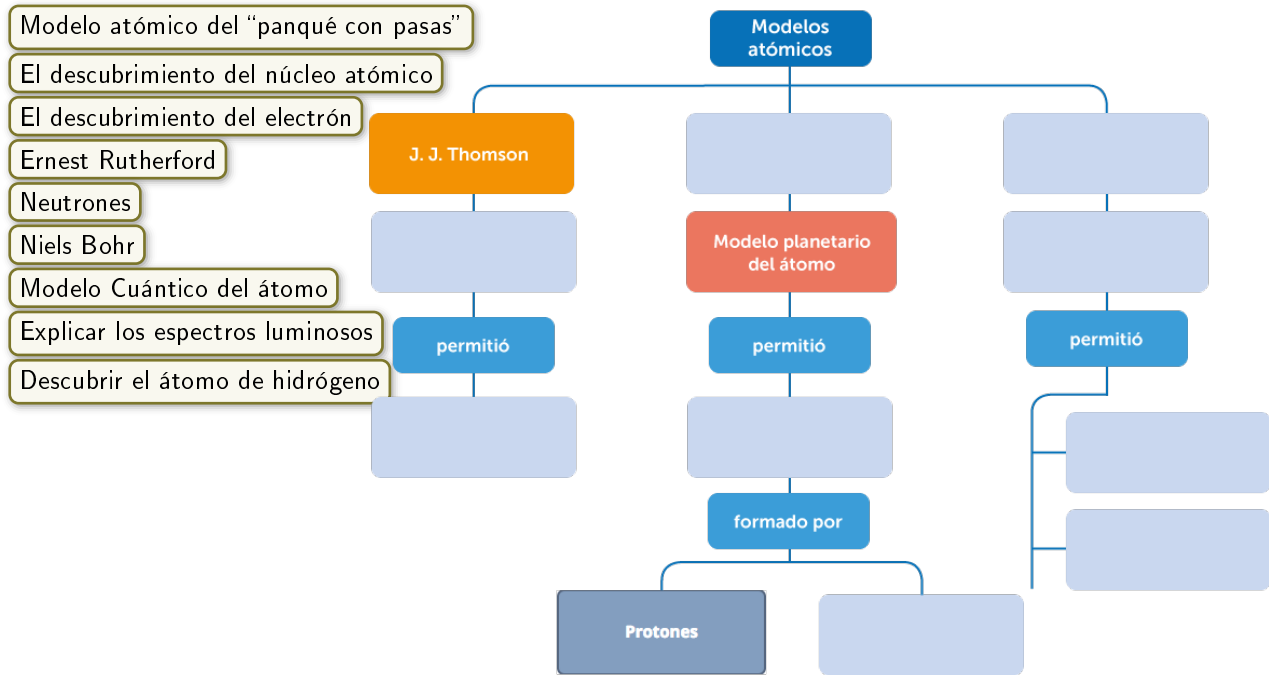 Modelo atómico del “panqué con pasas”
El descubrimiento del núcleo atómico
El descubrimiento del electrón
Ernest Rutherford
Neutrones
Niels Bohr
Modelo Cuántico del átomo
Explicar los espectros luminosos
Descubrir el átomo de hidrógeno
Modelos
atómicos
J. J. Thomson
Modelo planetario
del átomo
permitió
permitió
permitió
formado por
Protones